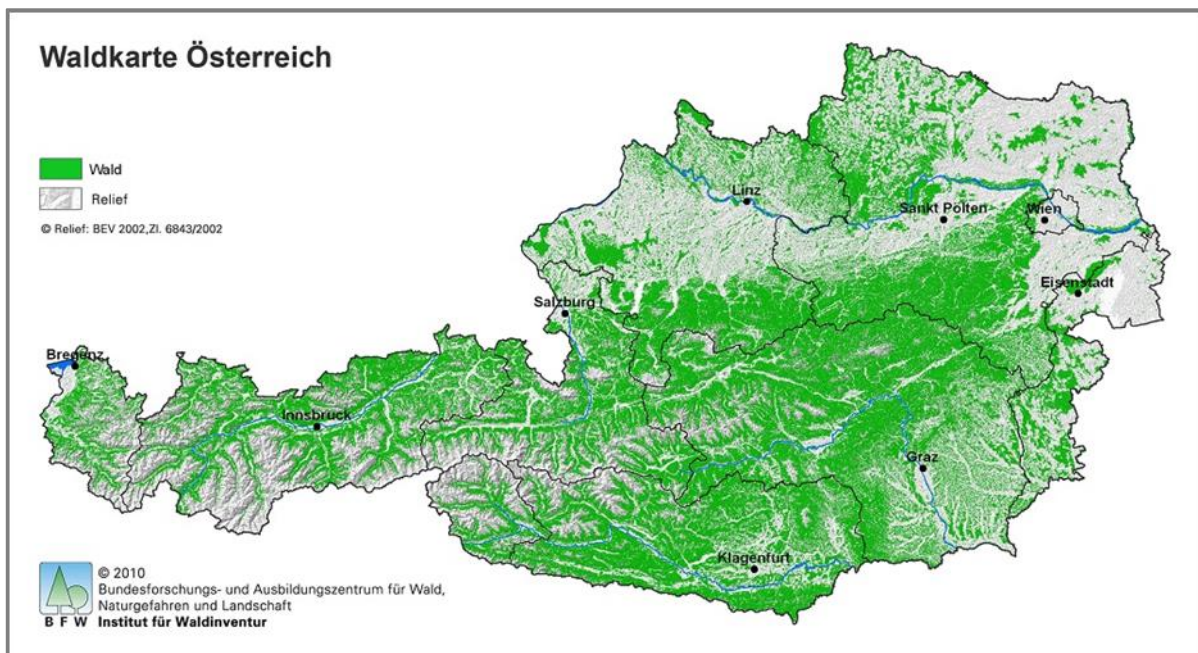 Waldkarte Österreich
Wald
Relief
© Relief: BEV 2002,Zl. 6843/2002
Linz
Sankt Pölten
Wien
Eisenstadt
Salzburg
Bregenz
Innsbruck
Graz
Klagenfurt
© 2010
Bundesforschungs- und Ausbildungszentrum für Wald,
Naturgefahren und Landschaft
BFW Institut für Waldinventur